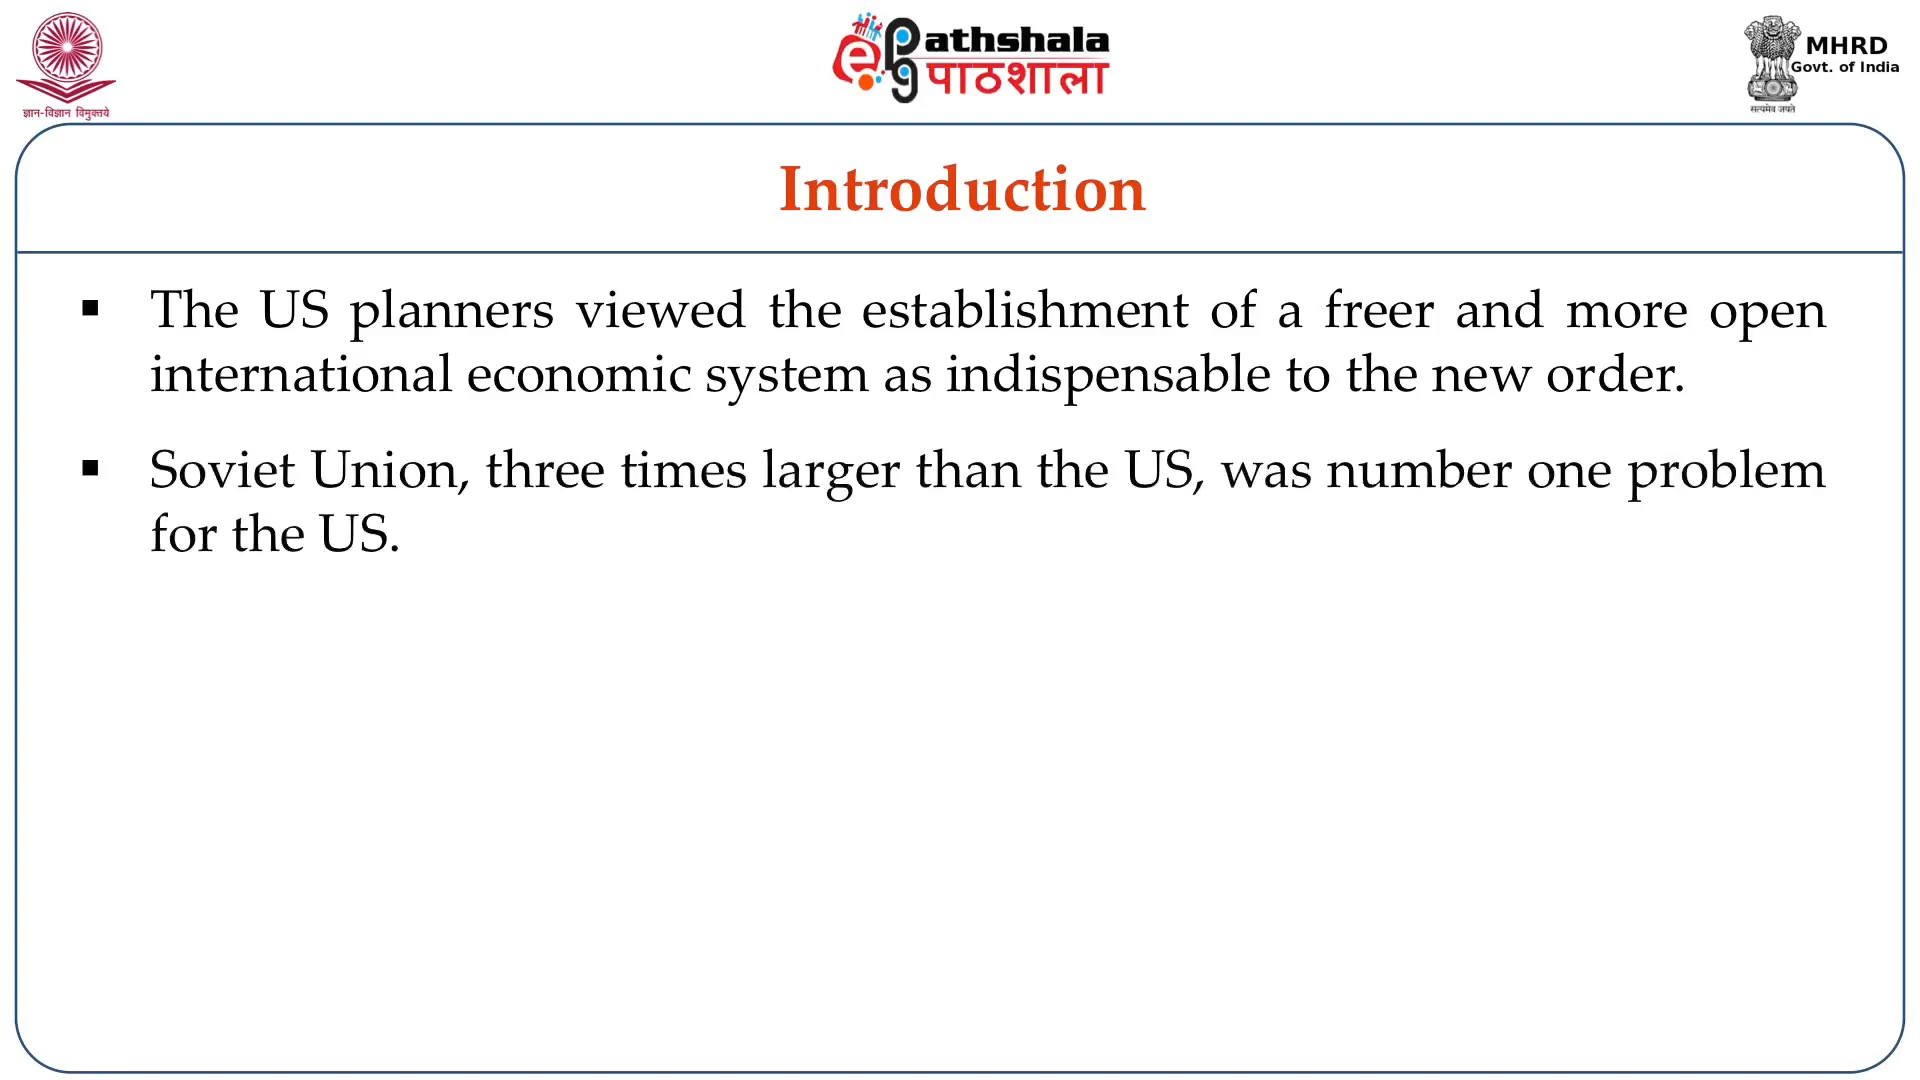 ज्ञान-विज्ञान विमुक्तये
athshala
पाठशाला
MHRD
Govt. of India
सत्यमेव जयते
Introduction
▪ The US planners viewed the establishment of a freer and more open
international economic system as indispensable to the new order.
▪ Soviet Union, three times larger than the US, was number one problem
for the US.